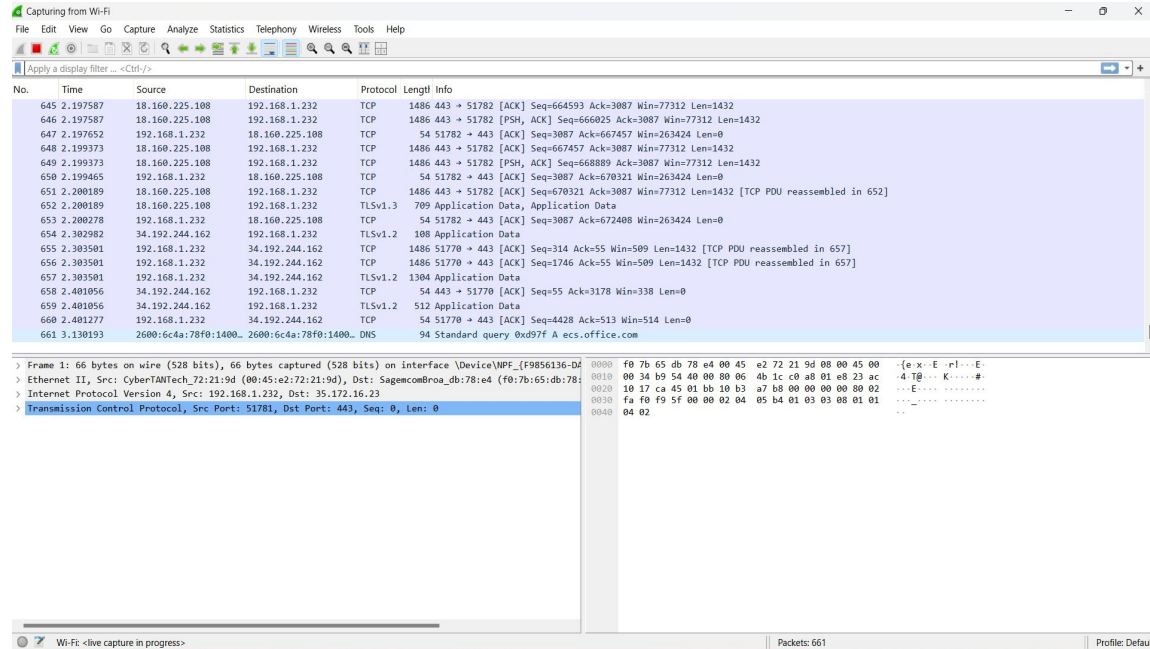 Capturing from Wi-Fi
File Edit View Go Capture Analyze Statistics Telephony Wireless Tools Help
Apply a display filter ... <Ctrl-/>
No. Time Source Destination Protocol Length Info
645 2.197587 18.160.225.108 192.168.1.232 TCP 1486 443 → 51782 [ACK] Seq=664593 Ack=3087 Win=77312 Len=1432
646 2.197587 18.160.225.108 192.168.1.232 TCP 1486 443 → 51782 [PSH, ACK] Seq=666025 Ack=3087 Win=77312 Len=1432
647 2.197652 192.168.1.232 18.160.225.108 TCP 54 51782 → 443 [ACK] Seq=3087 Ack=667457 Win=263424 Len=0
648 2.199373 18.160.225.108 192.168.1.232 TCP 1486 443 → 51782 [ACK] Seq=667457 Ack=3087 Win=77312 Len=1432
649 2.199373 18.160.225.108 192.168.1.232 TCP 1486 443 → 51782 [PSH, ACK] Seq=668889 Ack=3087 Win=77312 Len=1432
650 2.199465 192.168.1.232 18.160.225.108 TCP 54 51782 → 443 [ACK] Seq=3087 Ack=670321 Win=263424 Len=0
651 2.200189 18.160.225.108 192.168.1.232 TCP 1486 443 → 51782 [ACK] Seq=670321 Ack=3087 Win=77312 Len=1432 [TCP PDU reassembled in 652]
652 2.200189 18.160.225.108 192.168.1.232 TLSv1.3 709 Application Data, Application Data
653 2.200278 192.168.1.232 18.160.225.108 TCP 54 51782 → 443 [ACK] Seq=3087 Ack=672408 Win=263424 Len=0
654 2.302982 192.168.1.232 34.192.244.162 TLSv1.2 108 Application Data
655 2.303501 192.168.1.232 34.192.244.162 TCP 1486 51770 → 443 [ACK] Seq=314 Ack=55 Win=509 Len=1432 [TCP PDU reassembled in 657]
656 2.303501 192.168.1.232 34.192.244.162 TCP 1486 51770 → 443 [ACK] Seq=1746 Ack=55 Win=509 Len=1432 [TCP PDU reassembled in 657]
657 2.303501 192.168.1.232 34.192.244.162 TLSv1.2 1304 Application Data
658 2.401056 34.192.244.162 192.168.1.232 TCP 54 443 → 51770 [ACK] Seq=55 Ack=3178 Win=338 Len=0
659 2.401056 34.192.244.162 192.168.1.232 TLSv1.2 512 Application Data
660 2.401277 192.168.1.232 34.192.244.162 TCP 54 51770 → 443 [ACK] Seq=4428 Ack=513 Win=514 Len=0
661 3.130193 2600:6c4a:78f0:1400… 2600:6c4a:78f0:1400… DNS 94 Standard query 0xd97f A ecs.office.com
> Frame 1: 66 bytes on wire (528 bits), 66 bytes captured (528 bits) on interface \Device\NPF_{F9856136-DA
> Ethernet II, Src: CyberTANTech_72:21:9d (00:45:e2:72:21:9d), Dst: SagemcomBroa_db:78:e4 (f0:7b:65:db:78:
> Internet Protocol Version 4, Src: 192.168.1.232, Dst: 35.172.16.23
> Transmission Control Protocol, Src Port: 51781, Dst Port: 443, Seq: 0, Len: 0
0000 f0 7b 65 db 78 e4 00 45 e2 72 21 9d 08 00 45 00 ·{e·x··E ·r!···E·
0010 00 34 b9 54 40 00 80 06 4b 1c c0 a8 01 e8 23 ac ·4·T@··· K·····#·
0020 10 17 ca 45 01 bb 10 b3 a7 b8 00 00 00 00 80 02 ···E···· ········
0030 fa f0 f9 5f 00 00 02 04 05 b4 01 03 03 08 01 01 ···_···· ········
0040 04 02 ··
Wi-Fi: <live capture in progress> Packets: 661 Profile: Defau